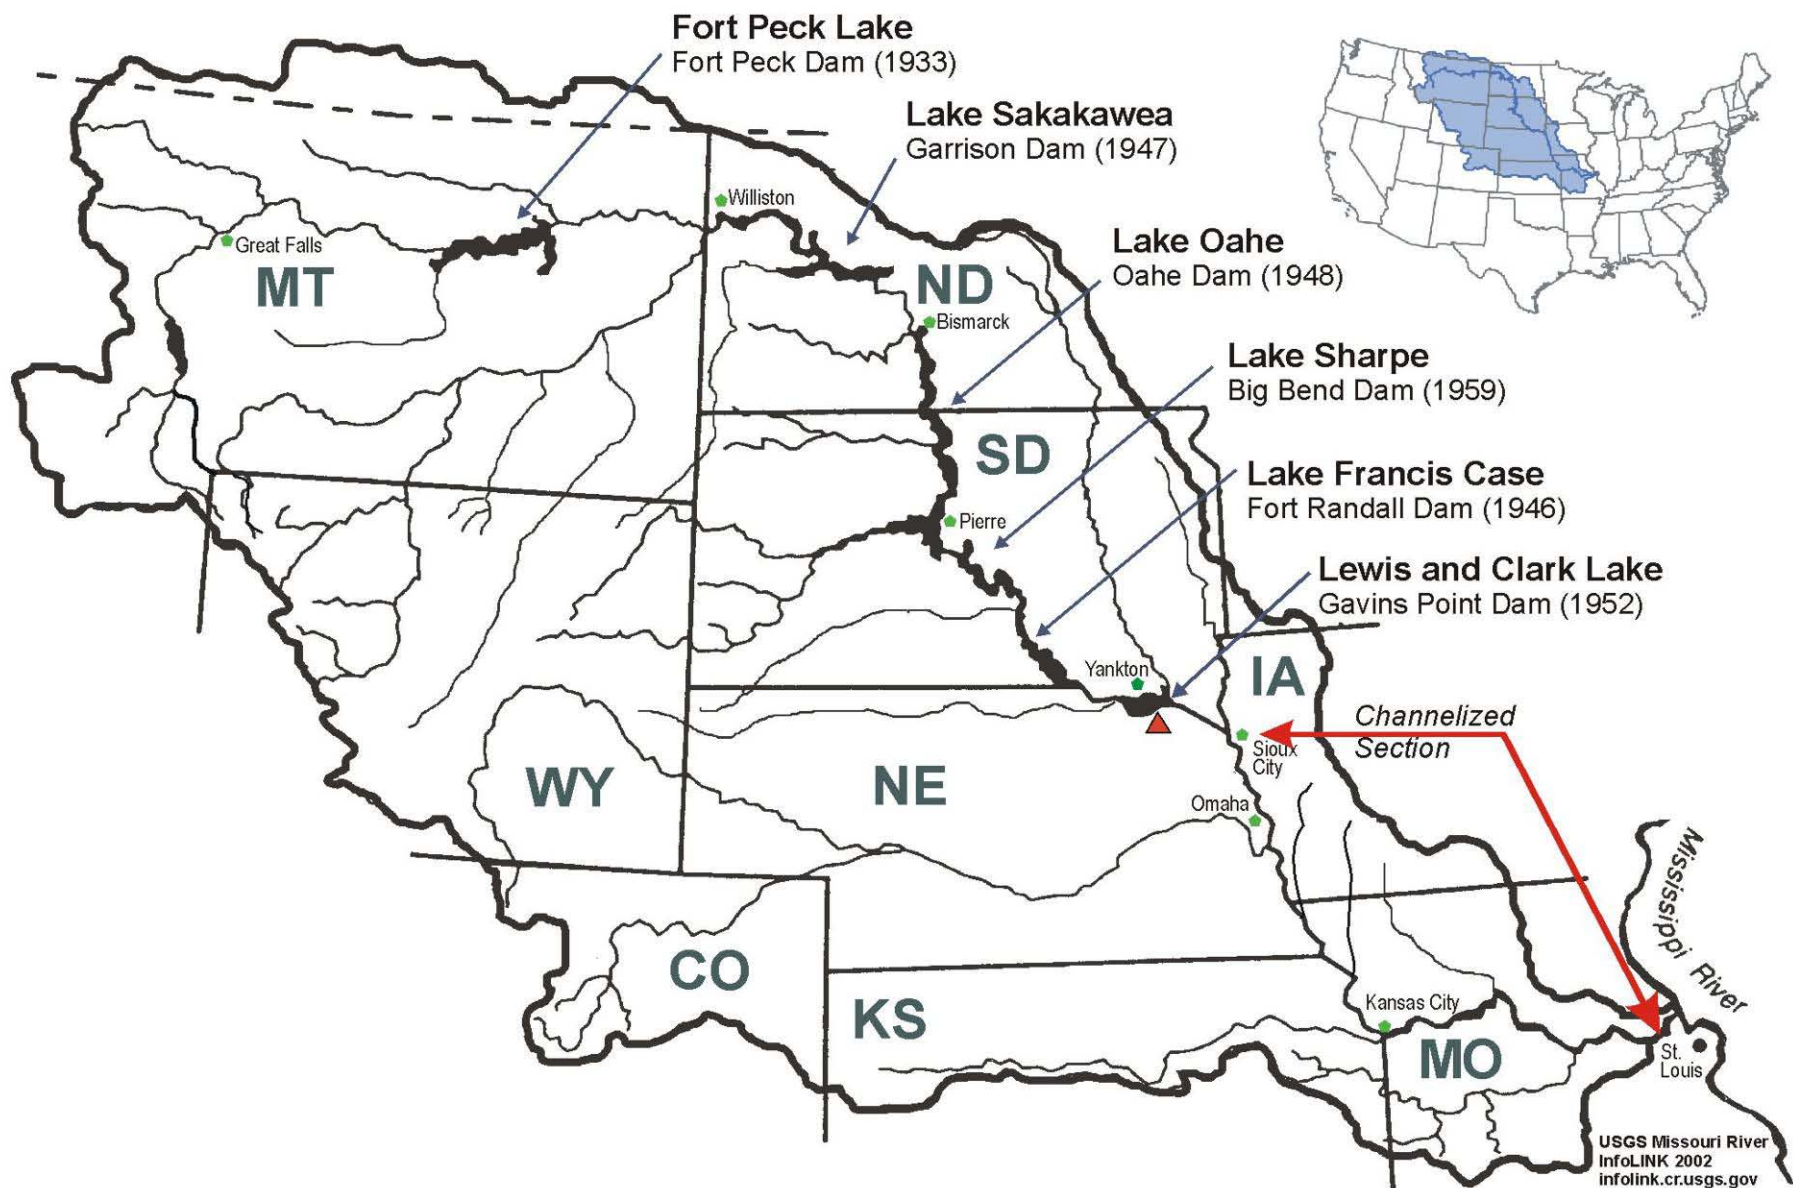 Fort Peck Lake
Fort Peck Dam (1933)
Lake Sakakawea
Garrison Dam (1947)
Williston
Great Falls
MT
Lake Oahe
Oahe Dam (1948)
ND
Bismarck
Lake Sharpe
Big Bend Dam (1959)
SD
Lake Francis Case
Fort Randall Dam (1946)
Pierre
Lewis and Clark Lake
Gavins Point Dam (1952)
Yankton
IA
Channelized
Section
Sioux
City
WY
NE
Omaha
Mississippi River
CO
KS
Kansas City
MO
St.
Louis
USGS Missouri River
InfoLINK 2002
infolink.cr.usgs.gov